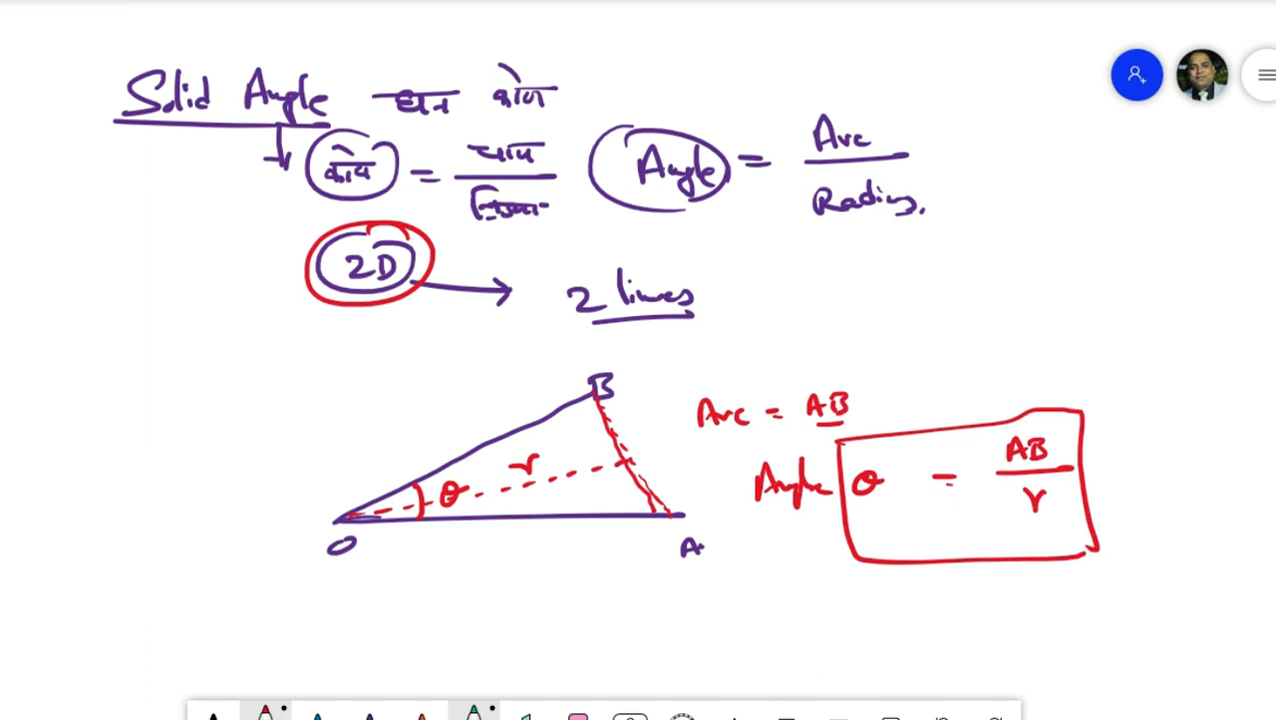 Solid Angle घन कोण
कोण = चाप / त्रिज्या Angle = Arc / Radius.
2D → 2 lines
B
Arc = AB
θ r Angle θ = AB / r
O A